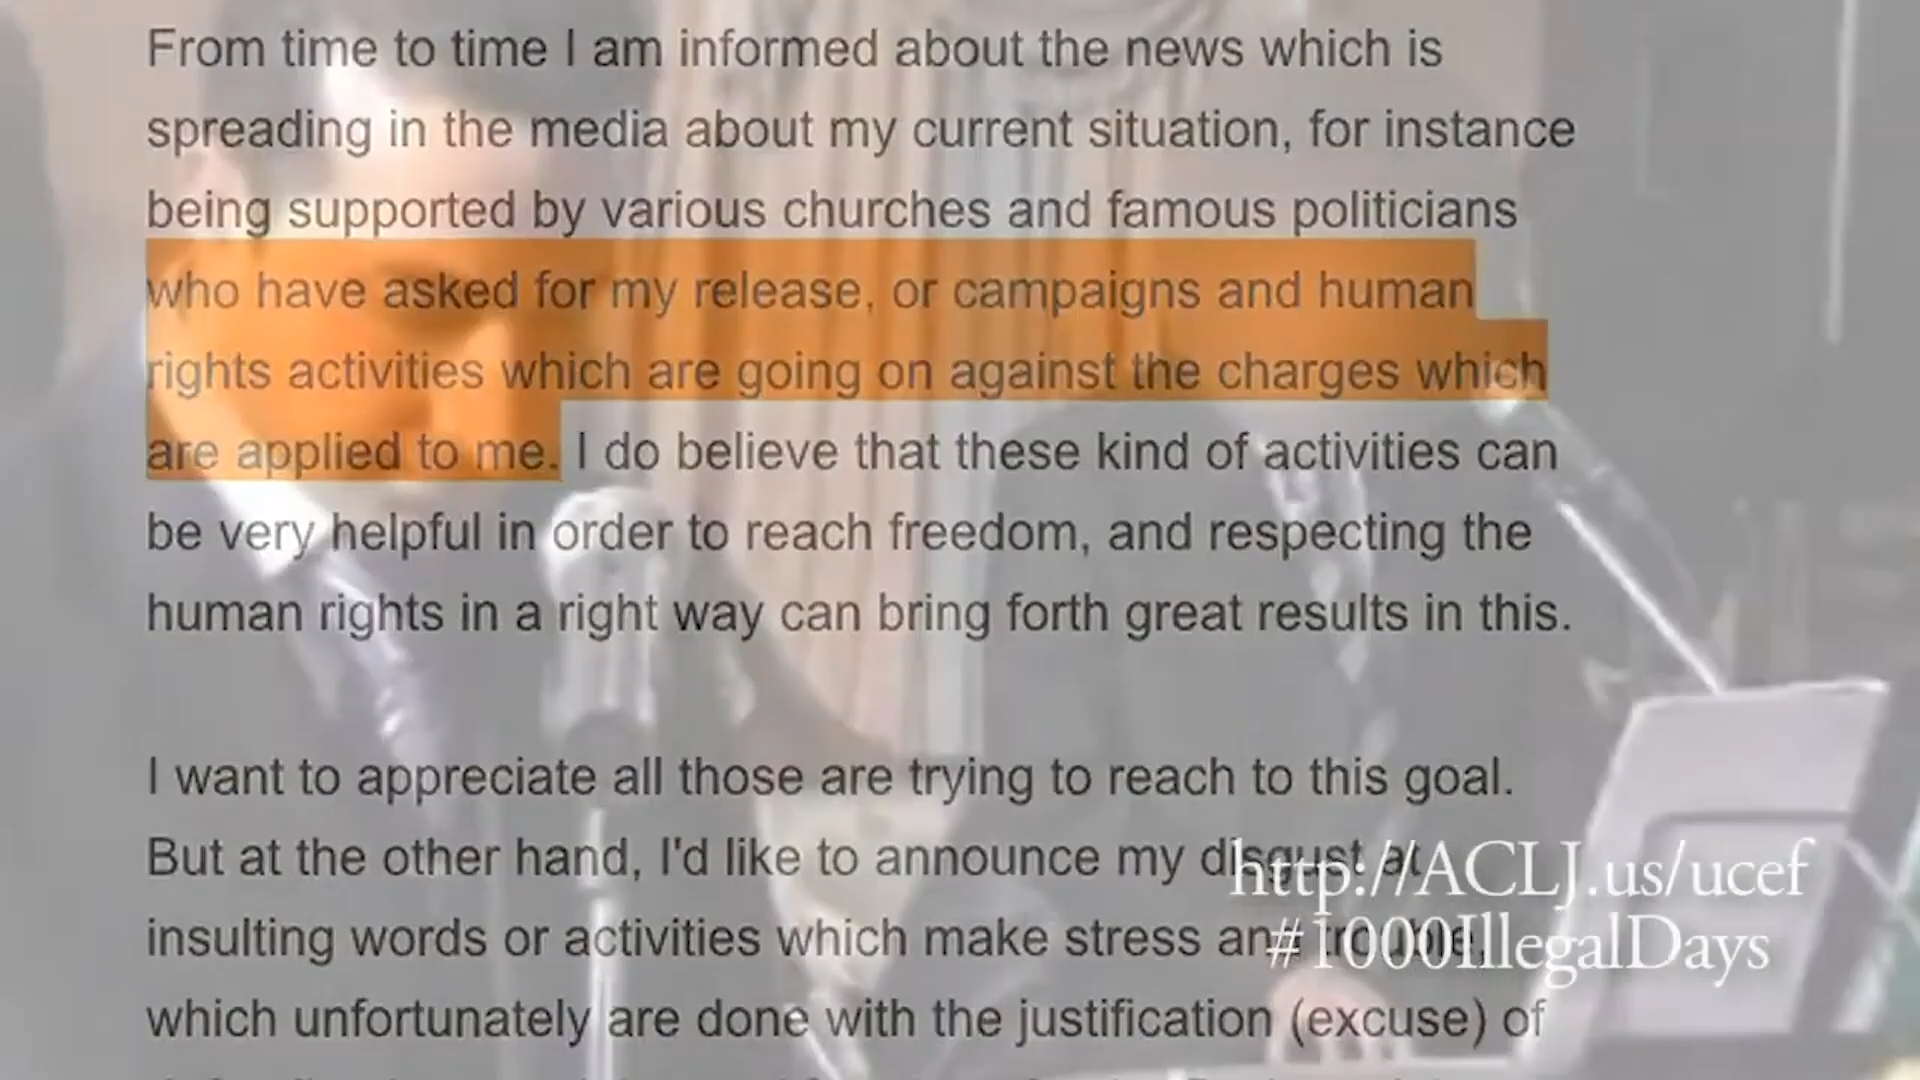 From time to time I am informed about the news which is
spreading in the media about my current situation, for instance
being supported by various churches and famous politicians
who have asked for my release, or campaigns and human
rights activities which are going on against the charges which
are applied to me. I do believe that these kind of activities can
be very helpful in order to reach freedom, and respecting the
human rights in a right way can bring forth great results in this.
I want to appreciate all those are trying to reach to this goal.
But at the other hand, I'd like to announce my disgust at
insulting words or activities which make stress and trouble,
which unfortunately are done with the justification (excuse) of
http://ACLJ.us/ucef
#1000IllegalDays